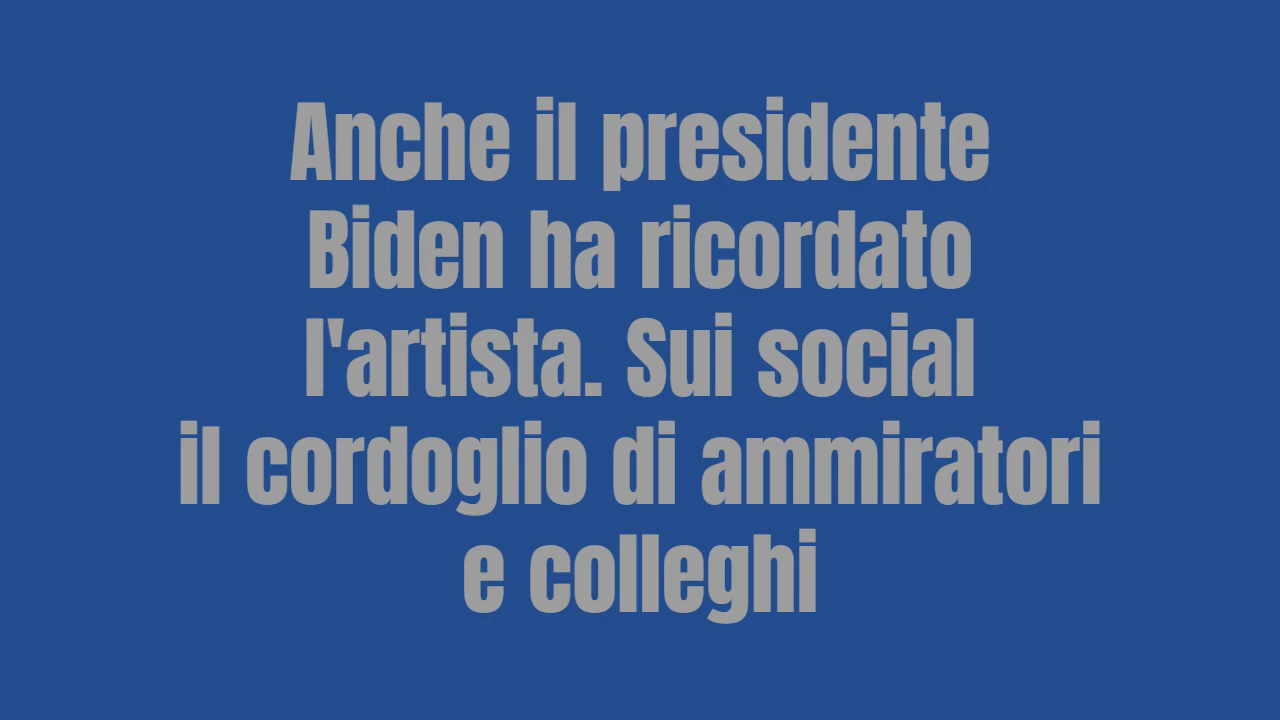 Anche il presidente
Biden ha ricordato
l'artista. Sui social
il cordoglio di ammiratori
e colleghi